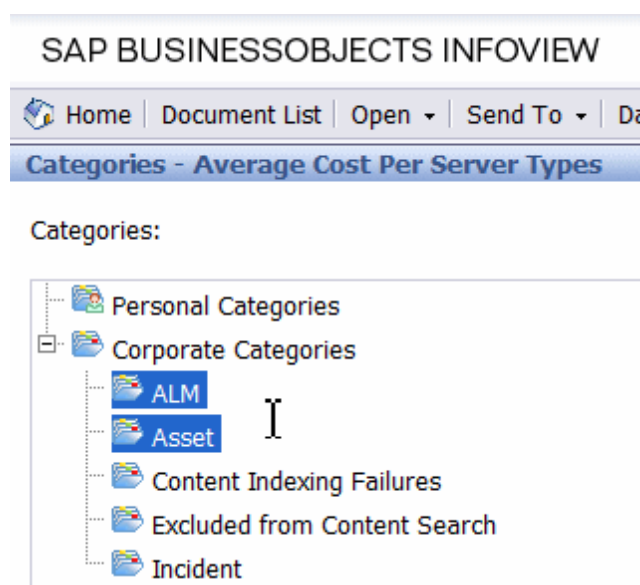 SAP BUSINESSOBJECTS INFOVIEW
Home Document List Open Send To Da
Categories - Average Cost Per Server Types
Categories:
Personal Categories
Corporate Categories
ALM
Asset
Content Indexing Failures
Excluded from Content Search
Incident